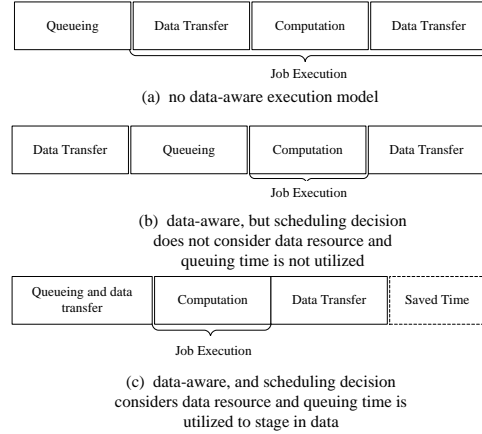 Queueing Data Transfer Computation Data Transfer
Job Execution
(a) no data-aware execution model
Data Transfer Queueing Computation Data Transfer
Job Execution
(b) data-aware, but scheduling decision
does not consider data resource and
queuing time is not utilized
Queueing and data
transfer
Computation Data Transfer Saved Time
Job Execution
(c) data-aware, and scheduling decision
considers data resource and queuing time is
utilized to stage in data